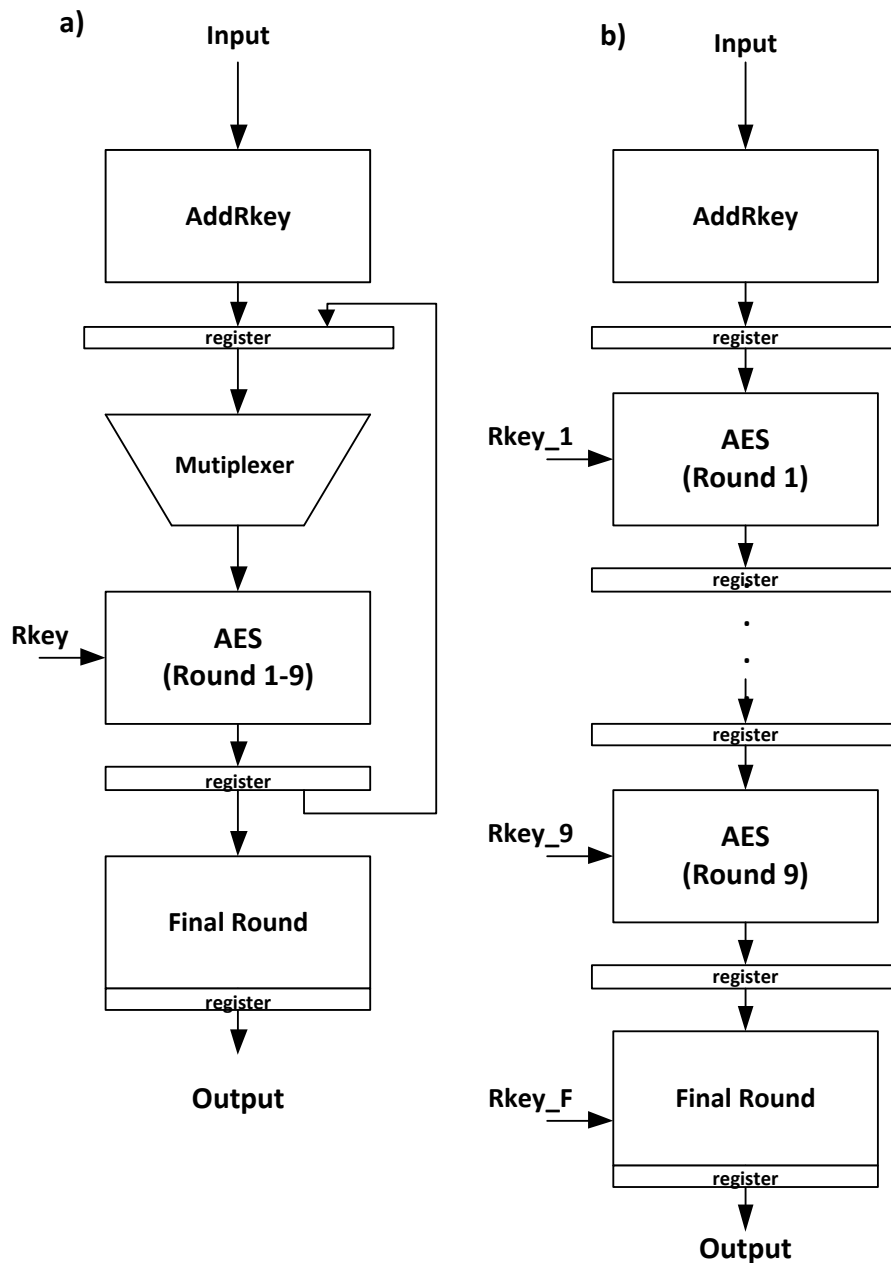 a)
Input
AddRkey
register
Mutiplexer
Rkey
AES
(Round 1-9)
register
Final Round
register
Output
b)
Input
AddRkey
register
Rkey_1
AES
(Round 1)
register
.
.
.
.
register
Rkey_9
AES
(Round 9)
register
Rkey_F
Final Round
register
Output